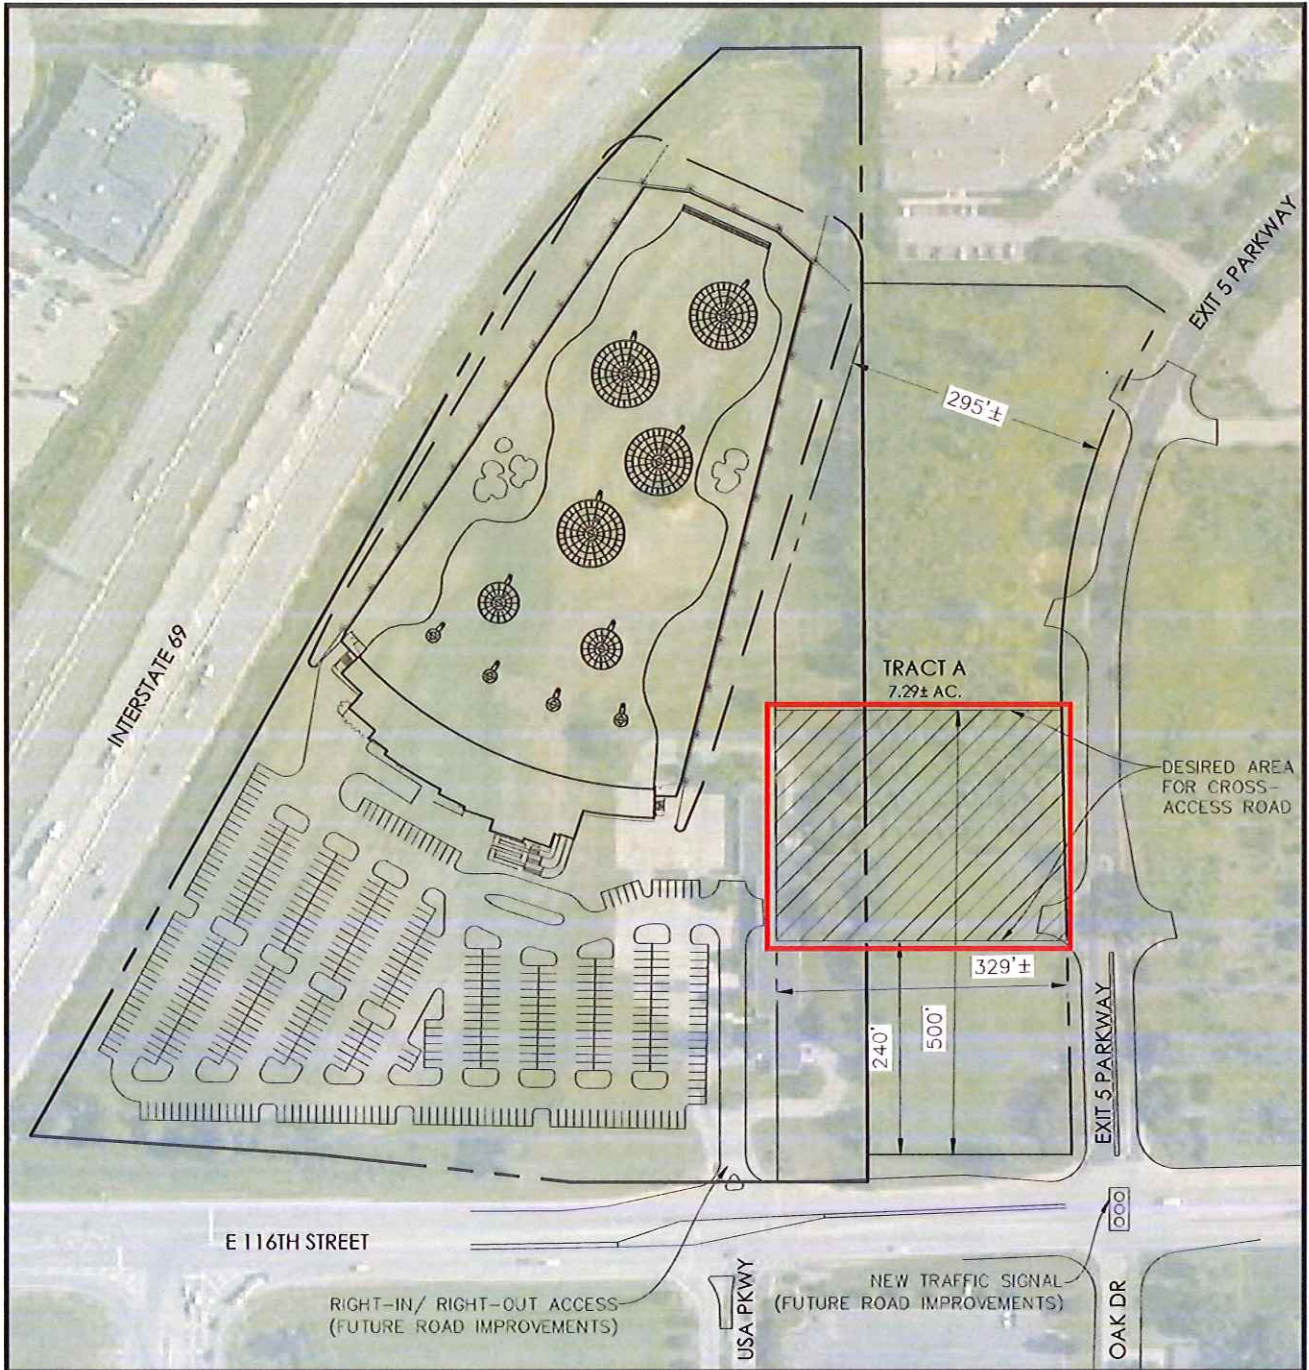 EXIT 5 PARKWAY
295'±
INTERSTATE 69
TRACT A
7.29± AC.
DESIRED AREA
FOR CROSS-
ACCESS ROAD
329'±
240'
500'
EXIT 5 PARKWAY
E 116TH STREET
RIGHT-IN/ RIGHT-OUT ACCESS
(FUTURE ROAD IMPROVEMENTS)
USA PKWY
NEW TRAFFIC SIGNAL
(FUTURE ROAD IMPROVEMENTS)
OAK DR